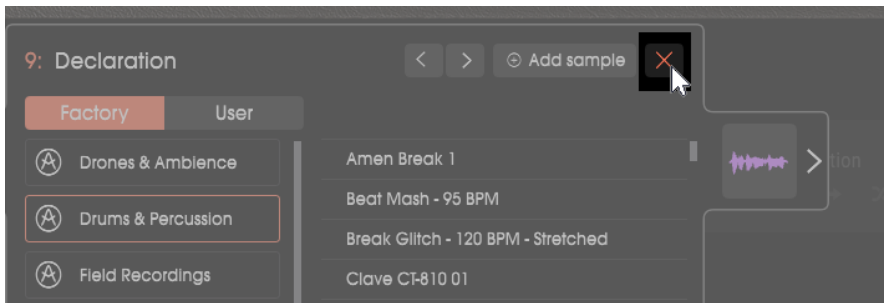 9: Declaration
Add sample
Factory
User
Drones & Ambience
Drums & Percussion
Field Recordings
Amen Break 1
Beat Mash - 95 BPM
Break Glitch - 120 BPM - Stretched
Clave CT-810 01